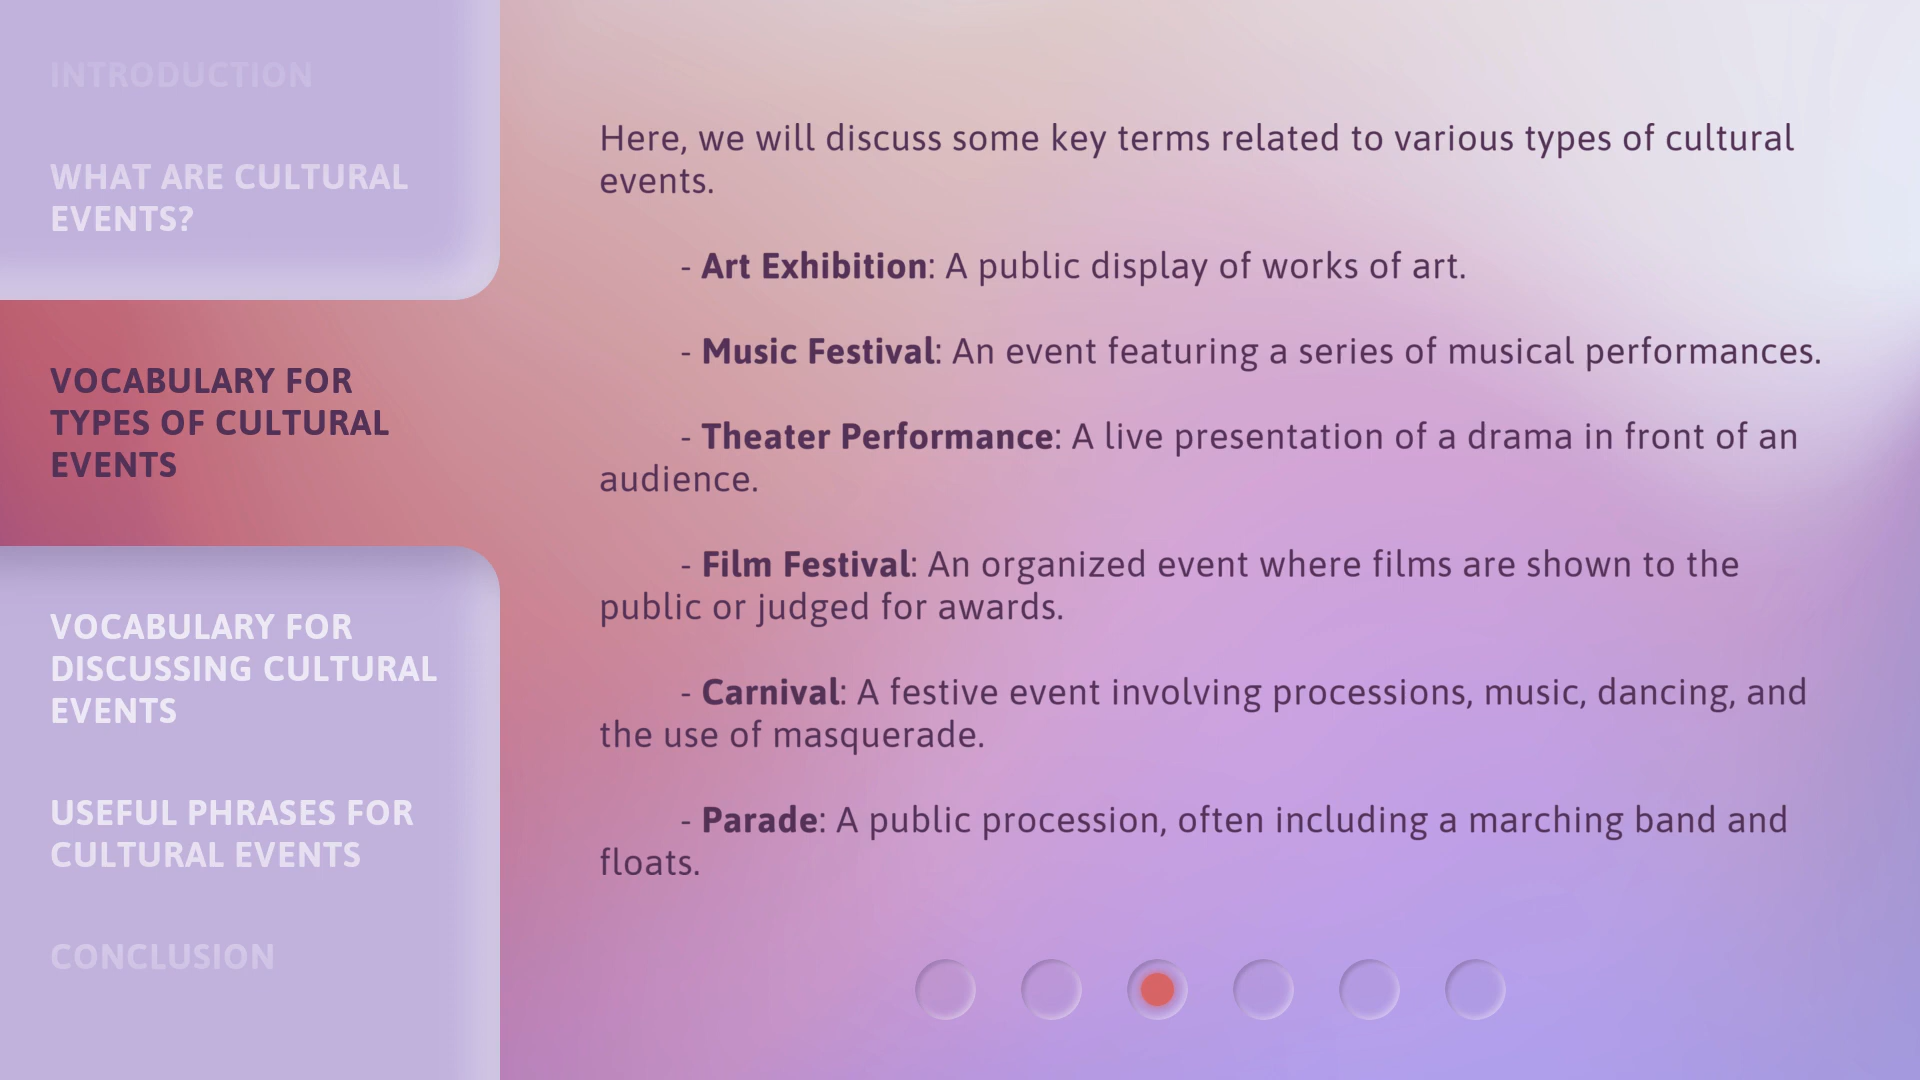 INTRODUCTION
WHAT ARE CULTURAL
EVENTS?
VOCABULARY FOR
TYPES OF CULTURAL
EVENTS
VOCABULARY FOR
DISCUSSING CULTURAL
EVENTS
USEFUL PHRASES FOR
CULTURAL EVENTS
CONCLUSION
Here, we will discuss some key terms related to various types of cultural
events.
- Art Exhibition: A public display of works of art.
- Music Festival: An event featuring a series of musical performances.
- Theater Performance: A live presentation of a drama in front of an
audience.
- Film Festival: An organized event where films are shown to the
public or judged for awards.
- Carnival: A festive event involving processions, music, dancing, and
the use of masquerade.
- Parade: A public procession, often including a marching band and
floats.